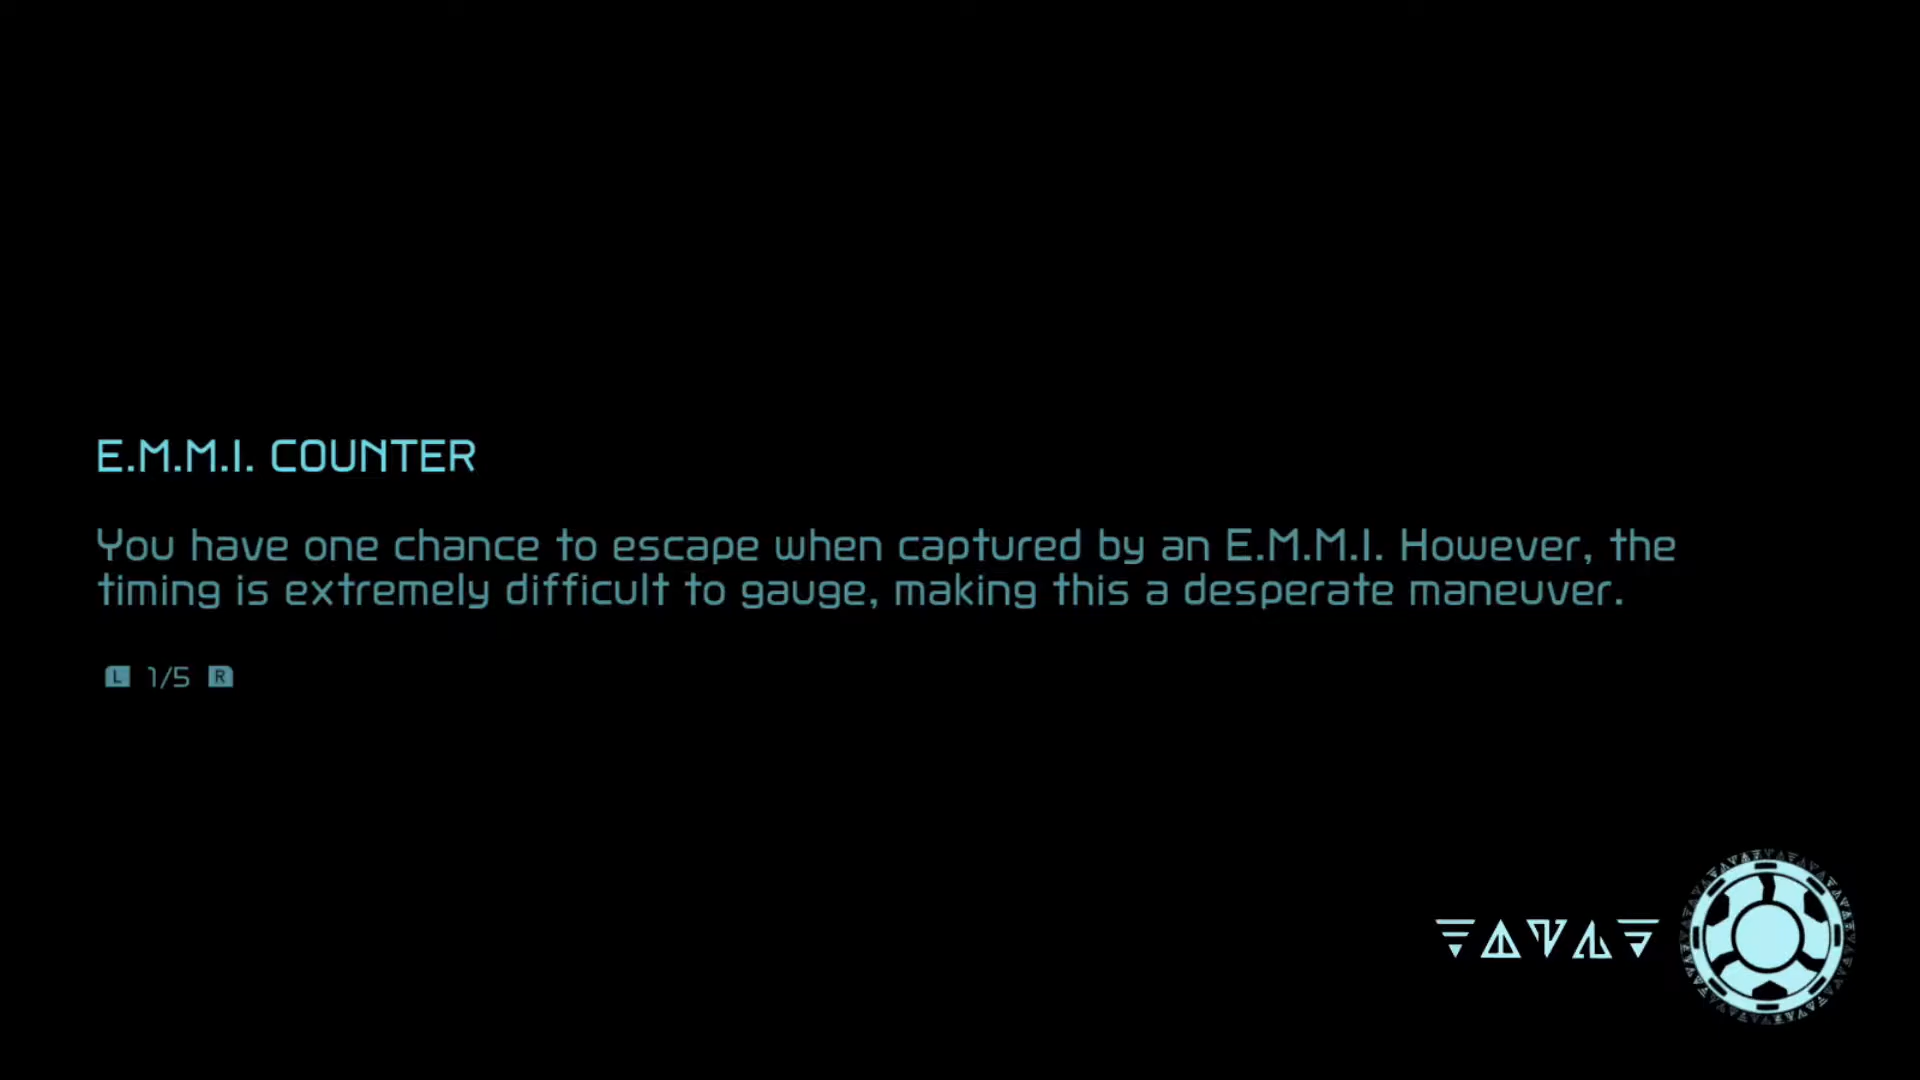 E.M.M.I. COUNTER
You have one chance to escape when captured by an E.M.M.I. However, the
timing is extremely difficult to gauge, making this a desperate maneuver.
L 1/5 R